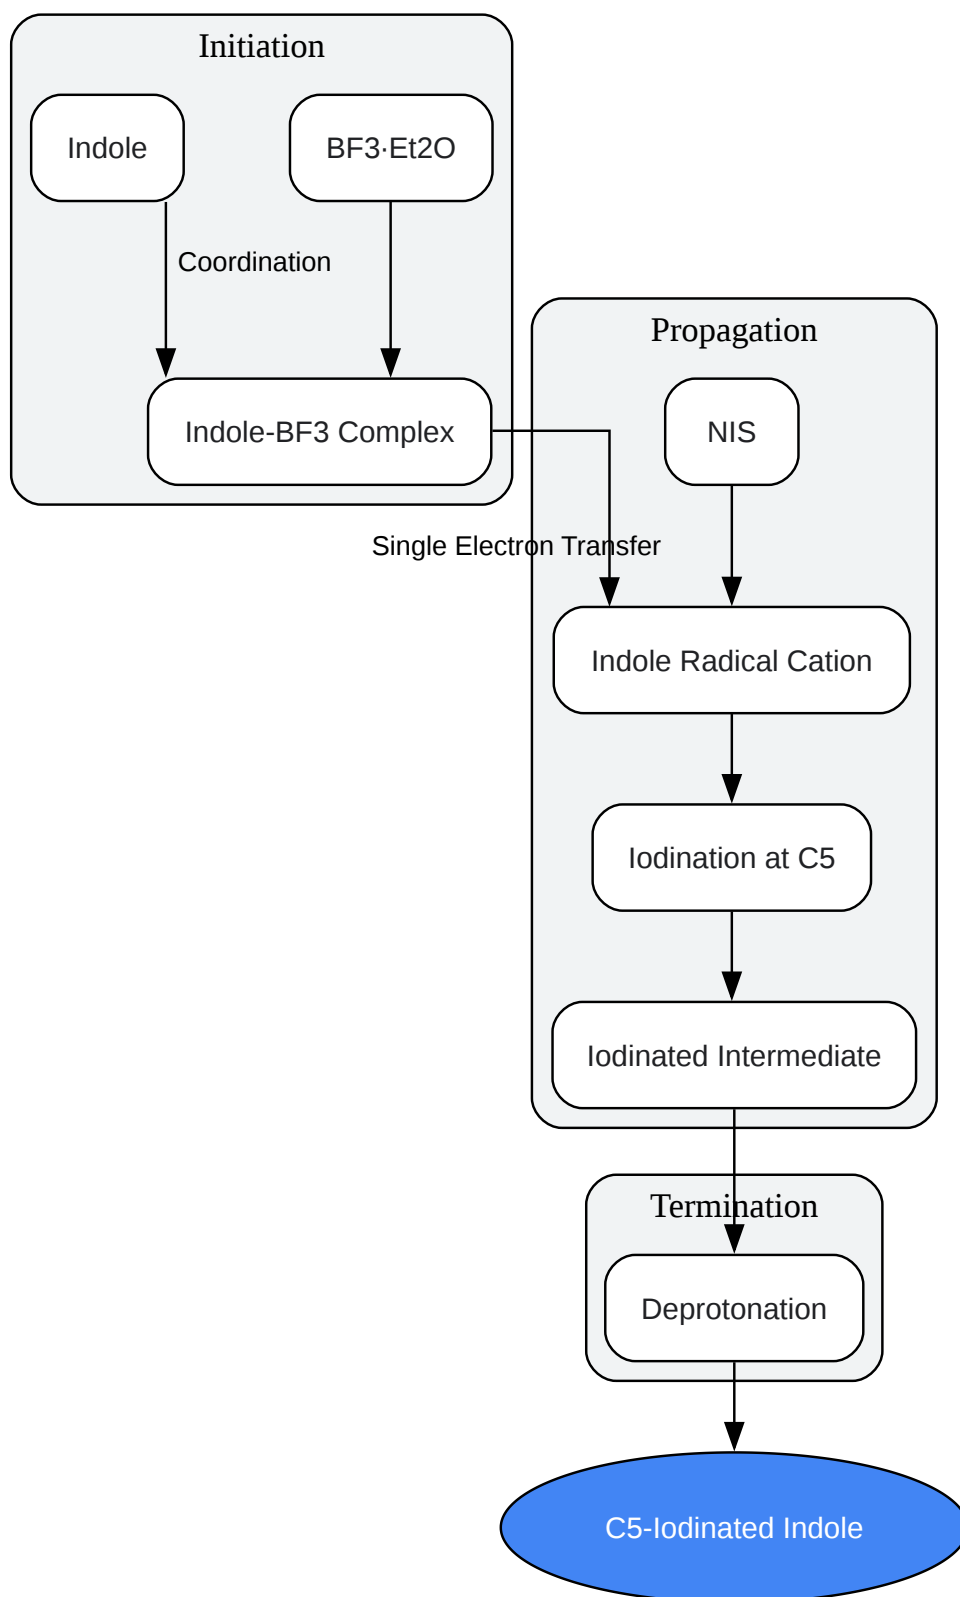 Initiation
Indole
BF3·Et2O
Coordination
Indole-BF3 Complex
Propagation
NIS
Single Electron Transfer
Indole Radical Cation
Iodination at C5
Iodinated Intermediate
Termination
Deprotonation
C5-Iodinated Indole